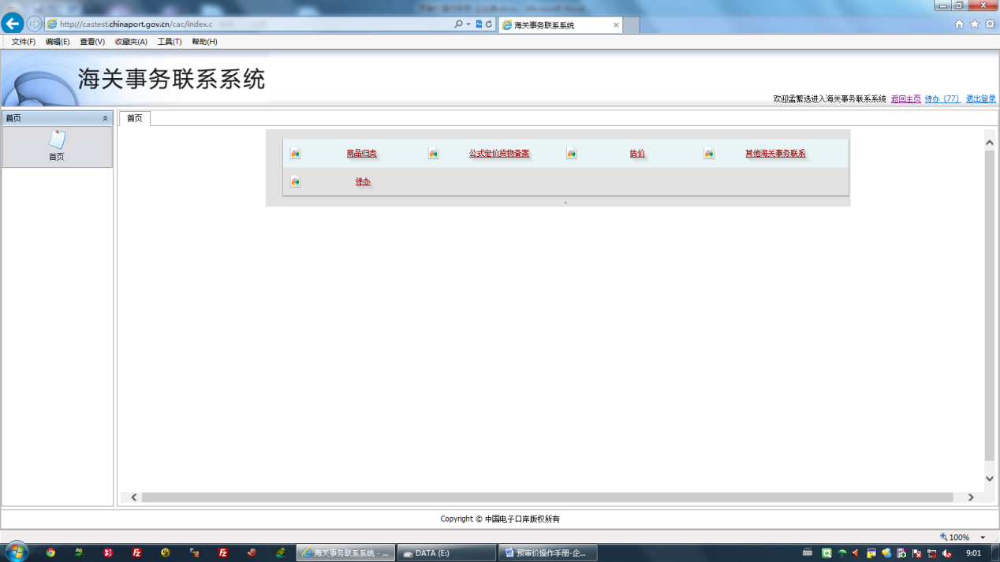 http://castest.chinaport.gov.cn/cac/index.c
海关事务联系系统
文件(F) 编辑(E) 查看(V) 收藏夹(A) 工具(T) 帮助(H)
海关事务联系系统
欢迎孟繁选进入海关事务联系系统 返回主页 待办（77） 退出登录
首页
首页
首页
商品归类 公式定价货物备案 估价 其他海关事务联系
待办
Copyright © 中国电子口岸版权所有
100%
海关事务联系系统 - ... DATA (E:) 预审价操作手册-企... 9:01